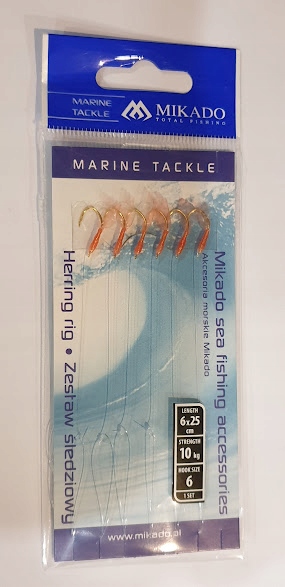 MARINE
TACKLE
MIKADO
TOTAL FISHING
MARINE TACKLE
Herring rig • Zestaw śledziowy
Mikado sea fishing accessories
Akcesoria morskie Mikado
LENGTH
6x25
cm
STRENGTH
10 kg
HOOK SIZE
6
1 SET
www.mikado.pl